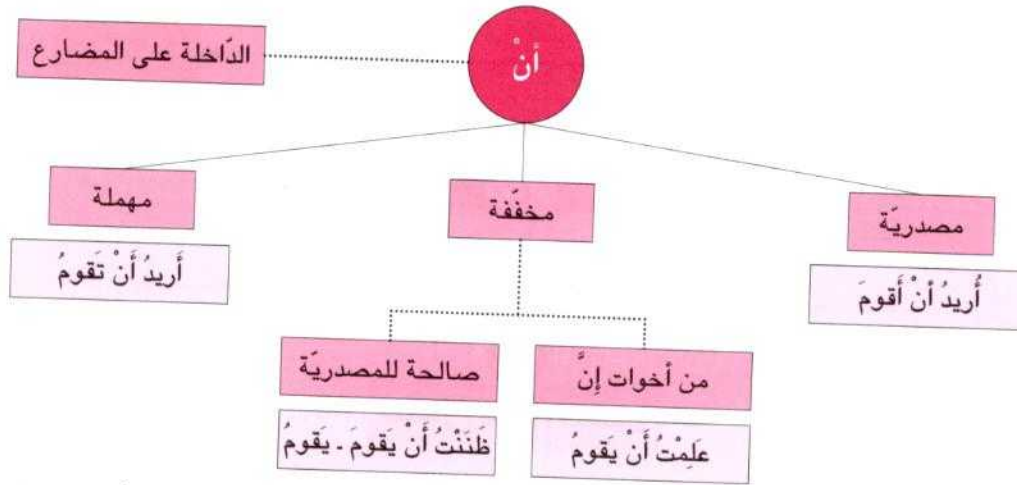 أنْ
الدّاخلة على المضارع
مصدريّة
مخفّفة
مهملة
أُريدُ أنْ أَقومَ
أَريدُ أَنْ تَقومُ
من أخوات إنَّ
صالحة للمصدريّة
عَلِمْتُ أَنْ يَقومُ
ظَنَنْتُ أَنْ يَقومَ ـ يَقومُ